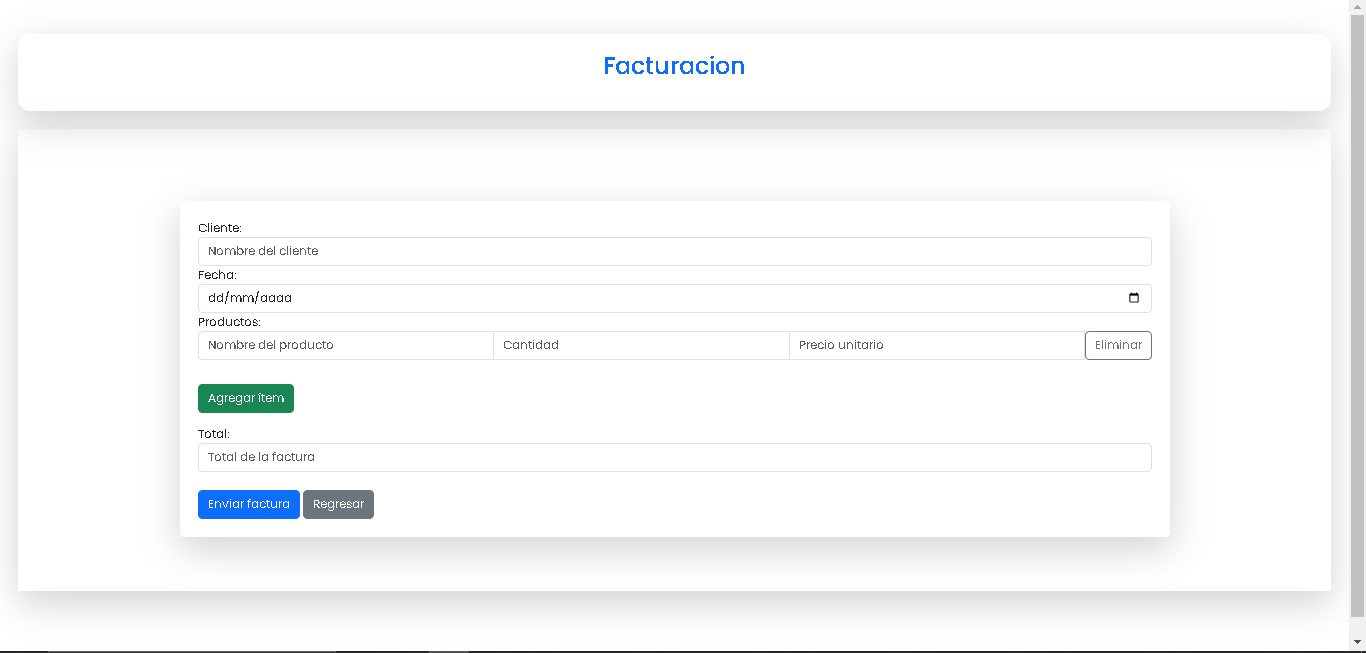 Facturacion
Cliente:
Nombre del cliente
Fecha:
dd/mm/aaaa
Productos:
Nombre del producto Cantidad Precio unitario Eliminar
Agregar ítem
Total:
Total de la factura
Enviar factura Regresar